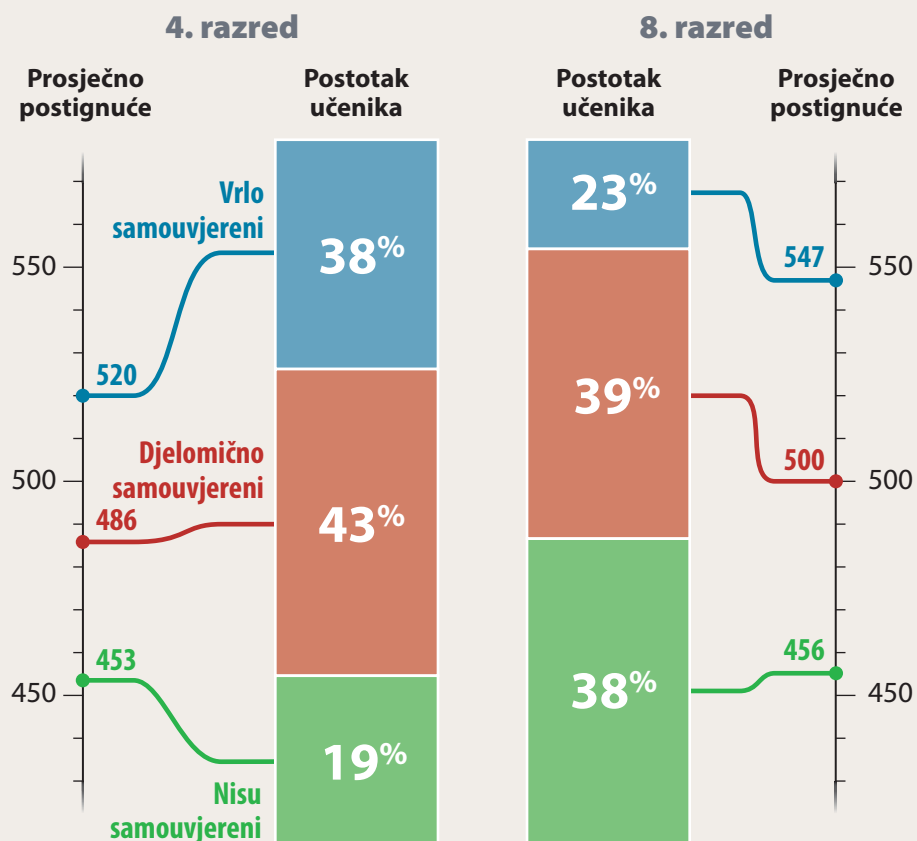 4. razred
8. razred
Prosječno
postignuće
Postotak
učenika
Postotak
učenika
Prosječno
postignuće
Vrlo
samouvjereni
38%
23%
547
550
550
520
39%
Djelomično
samouvjereni
500
500
500
486
43%
453
456
450
450
38%
19%
Nisu
samouvjereni